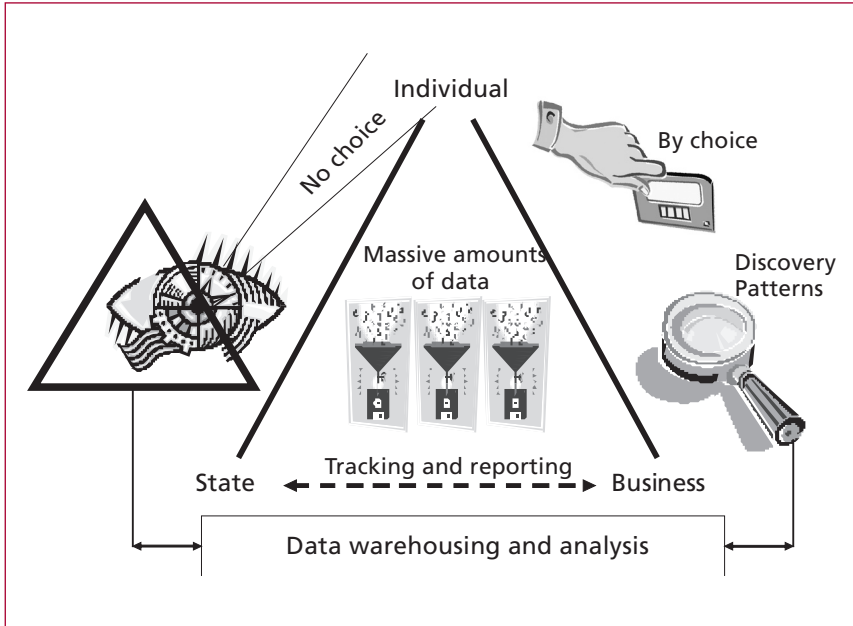 Individual
No choice
By choice
Massive amounts
of data
Discovery
Patterns
Tracking and reporting
State
Business
Data warehousing and analysis